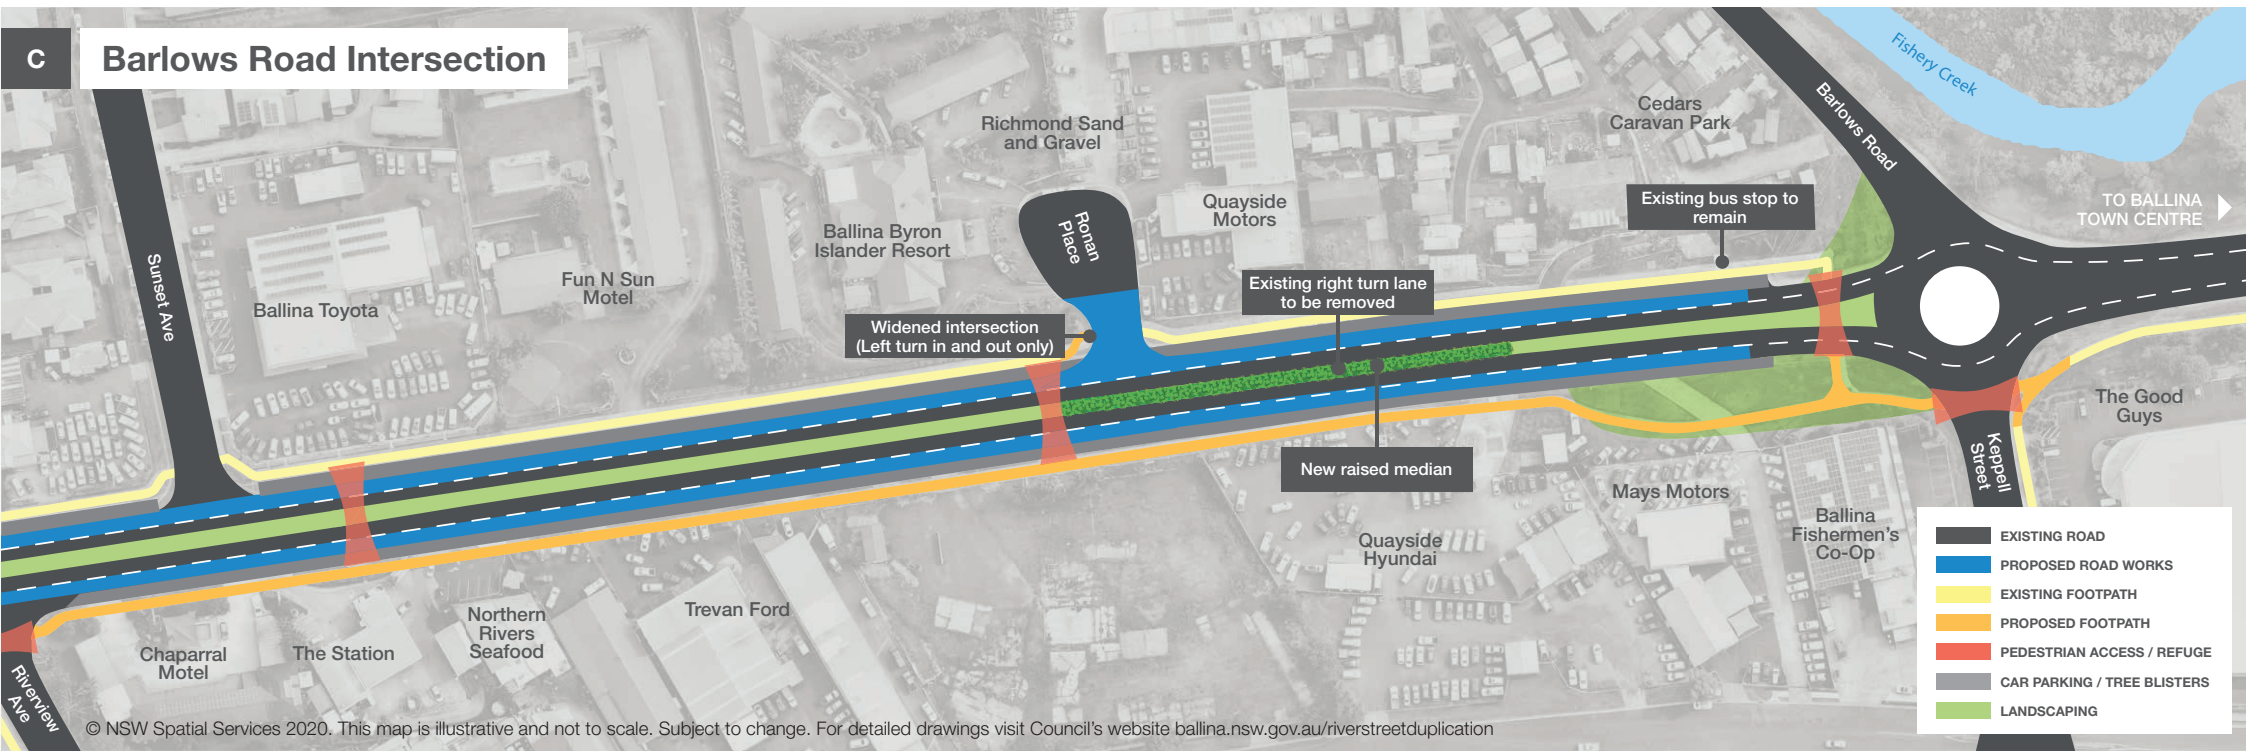 C
Barlows Road Intersection
Fishery Creek
Barlows Road
Cedars
Caravan Park
Richmond Sand
and Gravel
TO BALLINA
TOWN CENTRE
Existing bus stop to
remain
Quayside
Motors
Ronan
Place
Ballina Byron
Islander Resort
Sunset Ave
Fun N Sun
Motel
Ballina Toyota
Existing right turn lane
to be removed
Widened intersection
(Left turn in and out only)
The Good
Guys
Keppell
Street
New raised median
Mays Motors
Ballina
Fishermen's
Co-Op
Quayside
Hyundai
Trevan Ford
Northern
Rivers
Seafood
The Station
Chaparral
Motel
Riverview
Ave
EXISTING ROAD
PROPOSED ROAD WORKS
EXISTING FOOTPATH
PROPOSED FOOTPATH
PEDESTRIAN ACCESS / REFUGE
CAR PARKING / TREE BLISTERS
LANDSCAPING
© NSW Spatial Services 2020. This map is illustrative and not to scale. Subject to change. For detailed drawings visit Council's website ballina.nsw.gov.au/riverstreetduplication